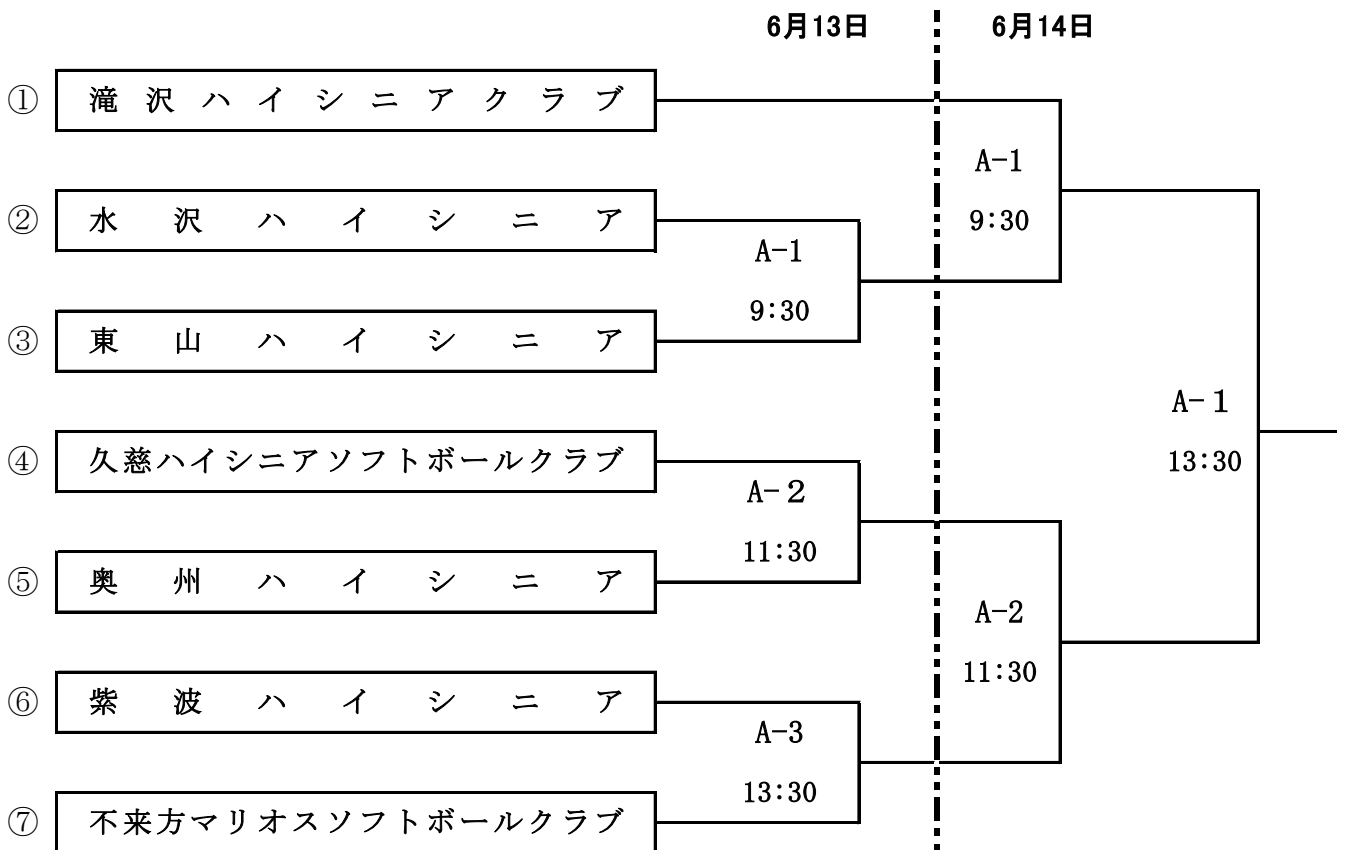 6月13日 6月14日
① 滝沢ハイシニアクラブ
A-1
② 水沢ハイシニア
9:30
A-1
9:30
③ 東山ハイシニア
A-1
④ 久慈ハイシニアソフトボールクラブ
13:30
A-2
11:30
⑤ 奥州ハイシニア
A-2
11:30
⑥ 紫波ハイシニア
A-3
13:30
⑦ 不来方マリオスソフトボールクラブ